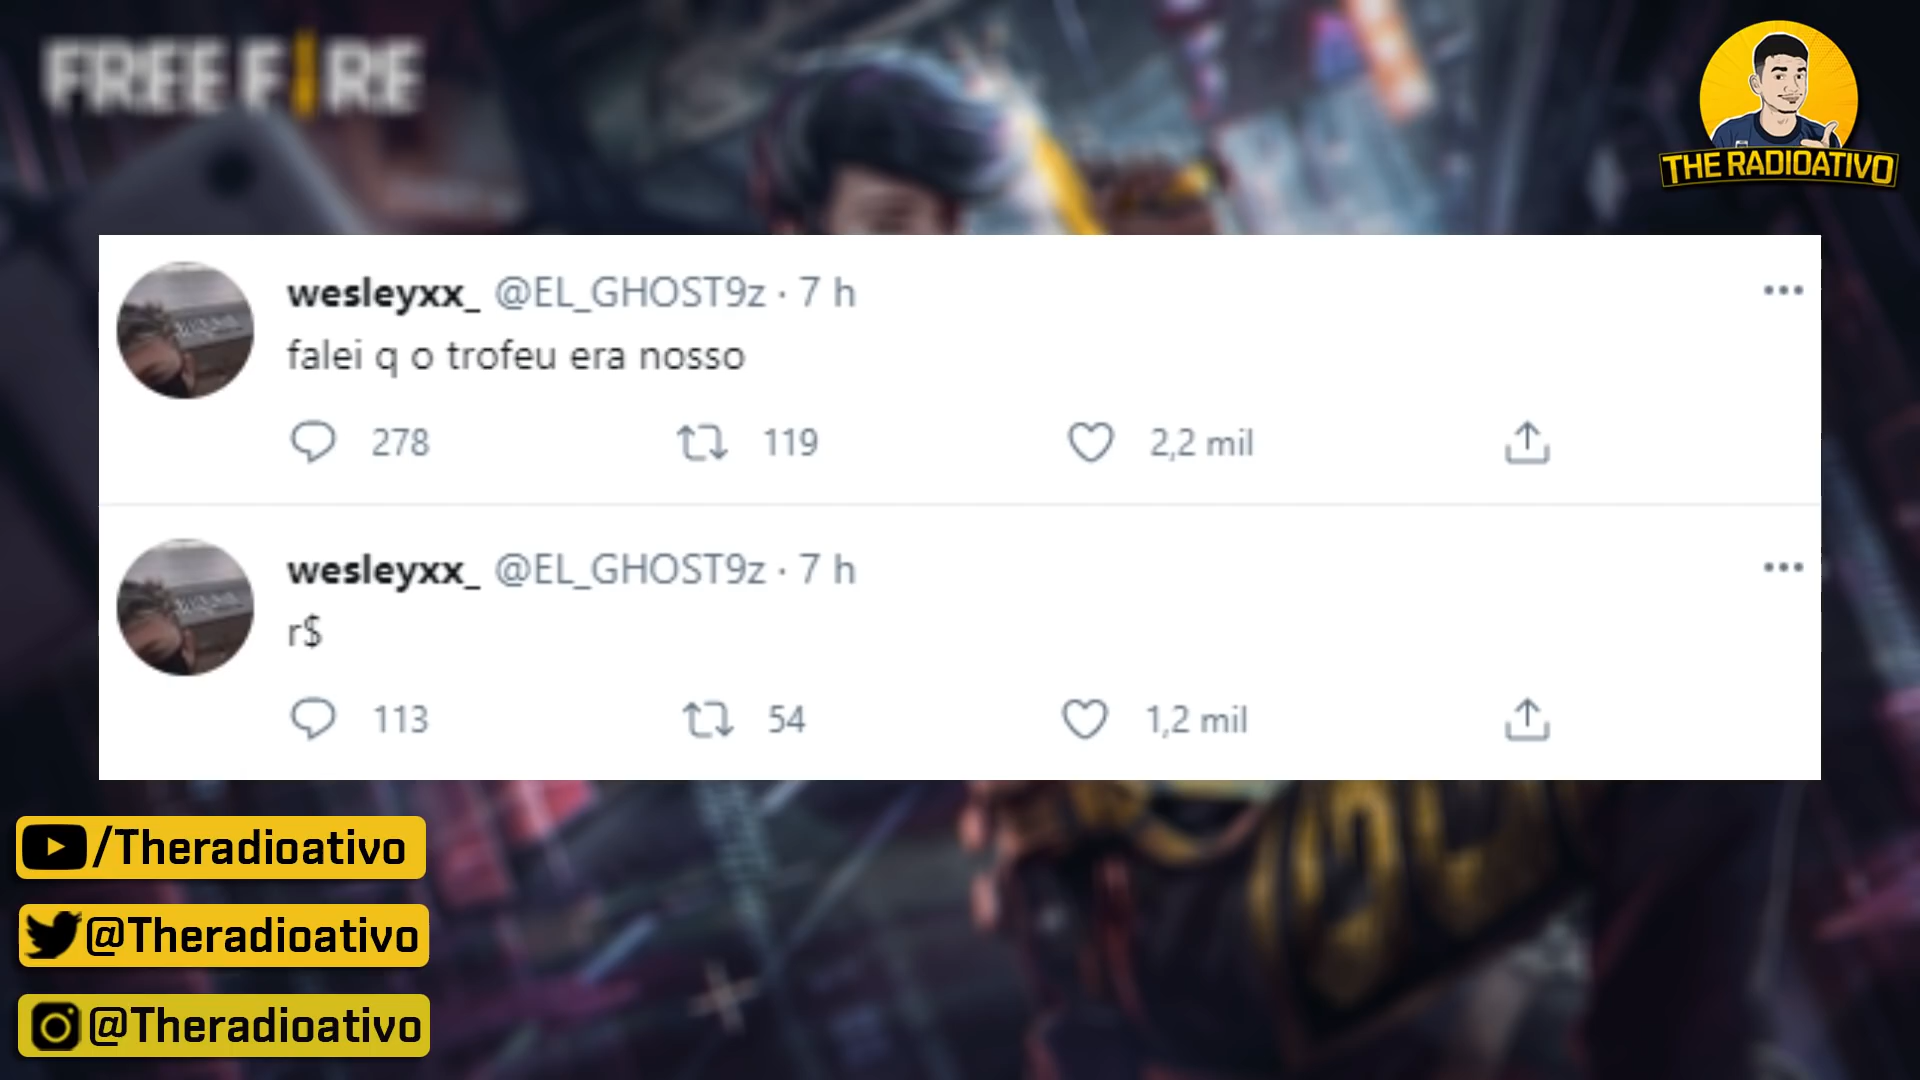 FREE FIRE
THE RADIOATIVO
wesleyxx_ @EL_GHOST9z · 7 h
falei q o trofeu era nosso
278 119 2,2 mil
wesleyxx_ @EL_GHOST9z · 7 h
r$
113 54 1,2 mil
/Theradioativo
@Theradioativo
@Theradioativo